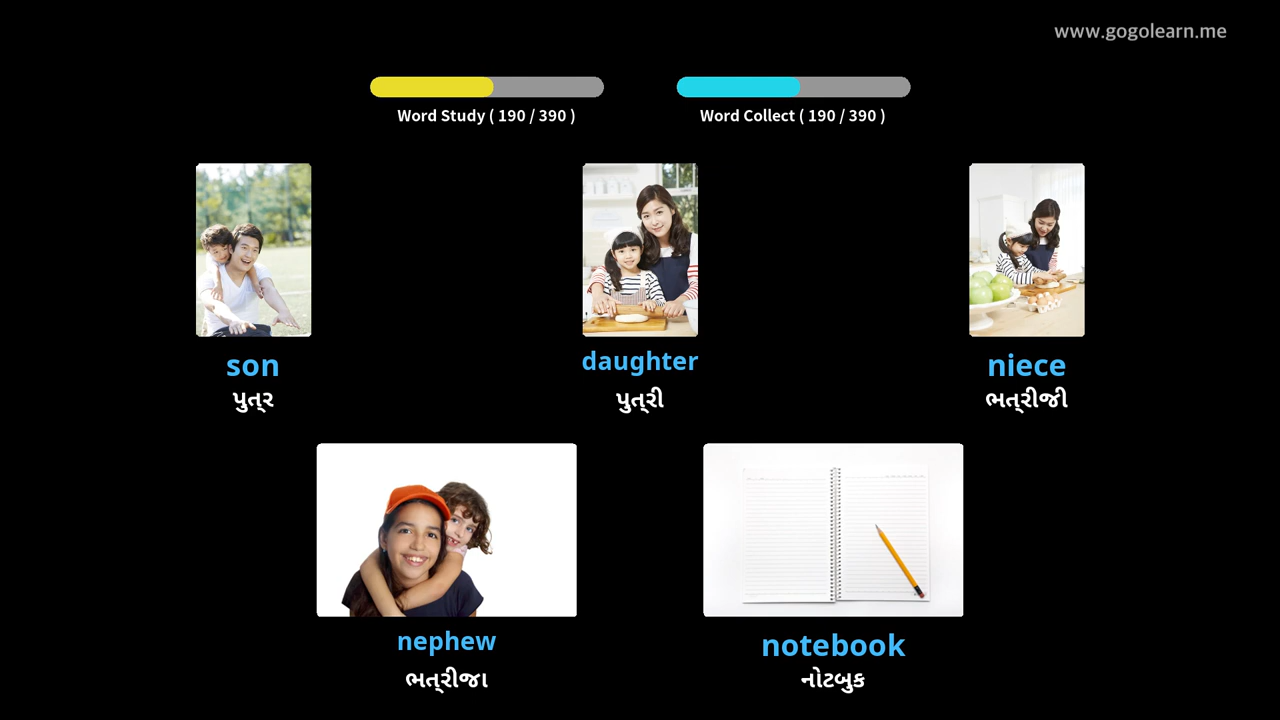 www.gogolearn.me
Word Study ( 190 / 390 )
Word Collect ( 190 / 390 )
son
પુત્ર
daughter
પુત્રી
niece
ભત્રીજી
nephew
ભત્રીજા
notebook
નોટબુક